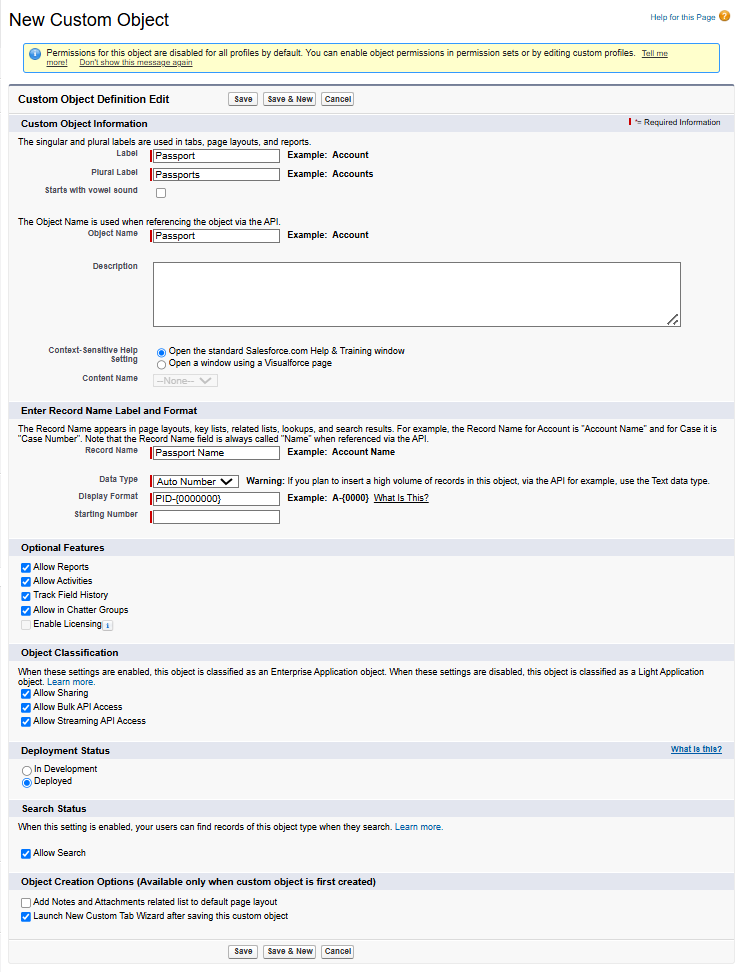 New Custom Object
Help for this Page ?
Permissions for this object are disabled for all profiles by default. You can enable object permissions in permission sets or by editing custom profiles. Tell me
more! Don't show this message again
Custom Object Definition Edit Save Save & New Cancel
Custom Object Information *= Required Information
The singular and plural labels are used in tabs, page layouts, and reports.
Label Passport Example: Account
Plural Label Passports Example: Accounts
Starts with vowel sound
The Object Name is used when referencing the object via the API.
Object Name Passport Example: Account
Description
Context-Sensitive Help
Setting
Open the standard Salesforce.com Help & Training window
Open a window using a Visualforce page
Content Name --None--
Enter Record Name Label and Format
The Record Name appears in page layouts, key lists, related lists, lookups, and search results. For example, the Record Name for Account is "Account Name" and for Case it is
"Case Number". Note that the Record Name field is always called "Name" when referenced via the API.
Record Name Passport Name Example: Account Name
Data Type Auto Number Warning: If you plan to insert a high volume of records in this object, via the API for example, use the Text data type.
Display Format PID-{0000000} Example: A-{0000} What Is This?
Starting Number
Optional Features
Allow Reports
Allow Activities
Track Field History
Allow in Chatter Groups
Enable Licensing i
Object Classification
When these settings are enabled, this object is classified as an Enterprise Application object. When these settings are disabled, this object is classified as a Light Application
object. Learn more.
Allow Sharing
Allow Bulk API Access
Allow Streaming API Access
Deployment Status What is this?
In Development
Deployed
Search Status
When this setting is enabled, your users can find records of this object type when they search. Learn more.
Allow Search
Object Creation Options (Available only when custom object is first created)
Add Notes and Attachments related list to default page layout
Launch New Custom Tab Wizard after saving this custom object
Save Save & New Cancel